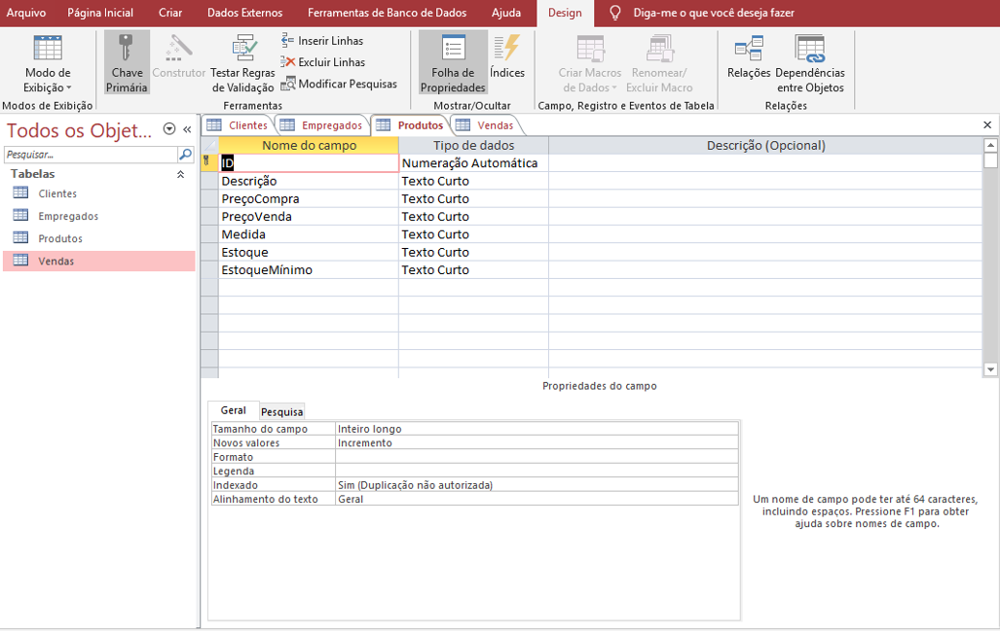 Arquivo Página Inicial Criar Dados Externos Ferramentas de Banco de Dados Ajuda Design Diga-me o que você deseja fazer
Modo de
Exibição
Modos de Exibição
Chave
Primária
Construtor
Testar Regras
de Validação
Inserir Linhas
Excluir Linhas
Modificar Pesquisas
Ferramentas
Folha de
Propriedades
Índices
Mostrar/Ocultar
Criar Macros
de Dados
Renomear/
Excluir Macro
Campo, Registro e Eventos de Tabela
Relações
Dependências
entre Objetos
Relações
Todos os Objet...
Pesquisar...
Tabelas
Clientes
Empregados
Produtos
Vendas
Clientes Empregados Produtos Vendas
Nome do campo Tipo de dados Descrição (Opcional)
ID Numeração Automática
Descrição Texto Curto
PreçoCompra Texto Curto
PreçoVenda Texto Curto
Medida Texto Curto
Estoque Texto Curto
EstoqueMínimo Texto Curto
Propriedades do campo
Geral Pesquisa
Tamanho do campo Inteiro longo
Novos valores Incremento
Formato
Legenda
Indexado Sim (Duplicação não autorizada)
Alinhamento do texto Geral
Um nome de campo pode ter até 64 caracteres,
incluindo espaços. Pressione F1 para obter
ajuda sobre nomes de campo.